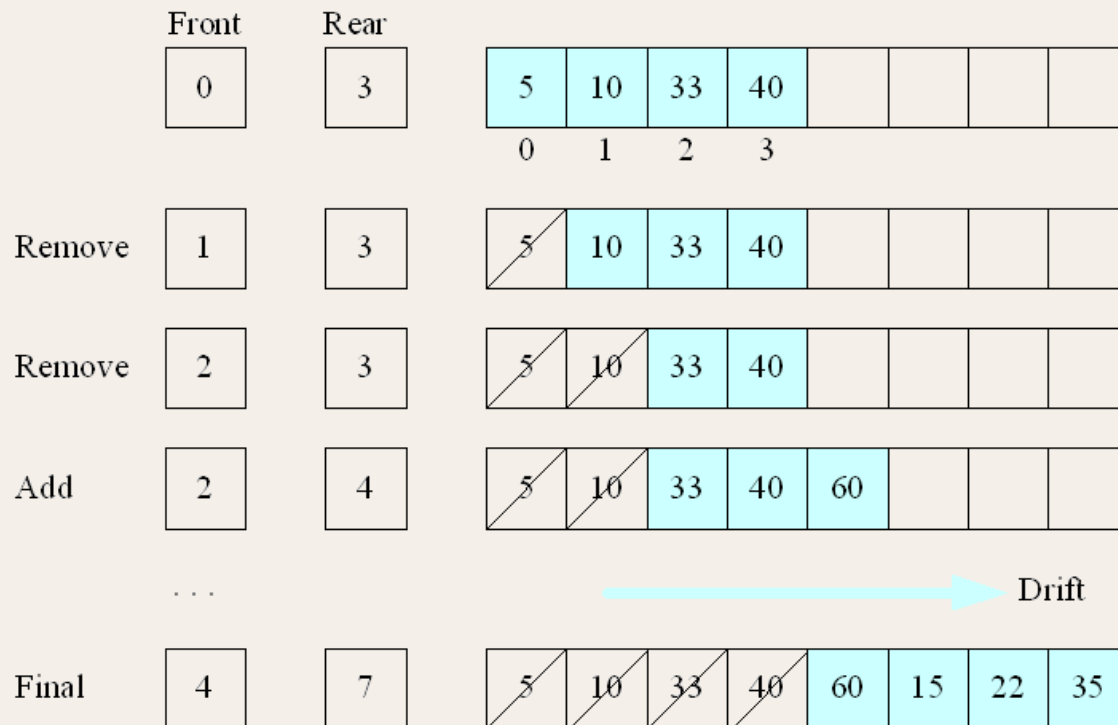 Front Rear
0 3 5 10 33 40
0 1 2 3
Remove 1 3 5 10 33 40
Remove 2 3 5 10 33 40
Add 2 4 5 10 33 40 60
... Drift
Final 4 7 5 10 33 40 60 15 22 35